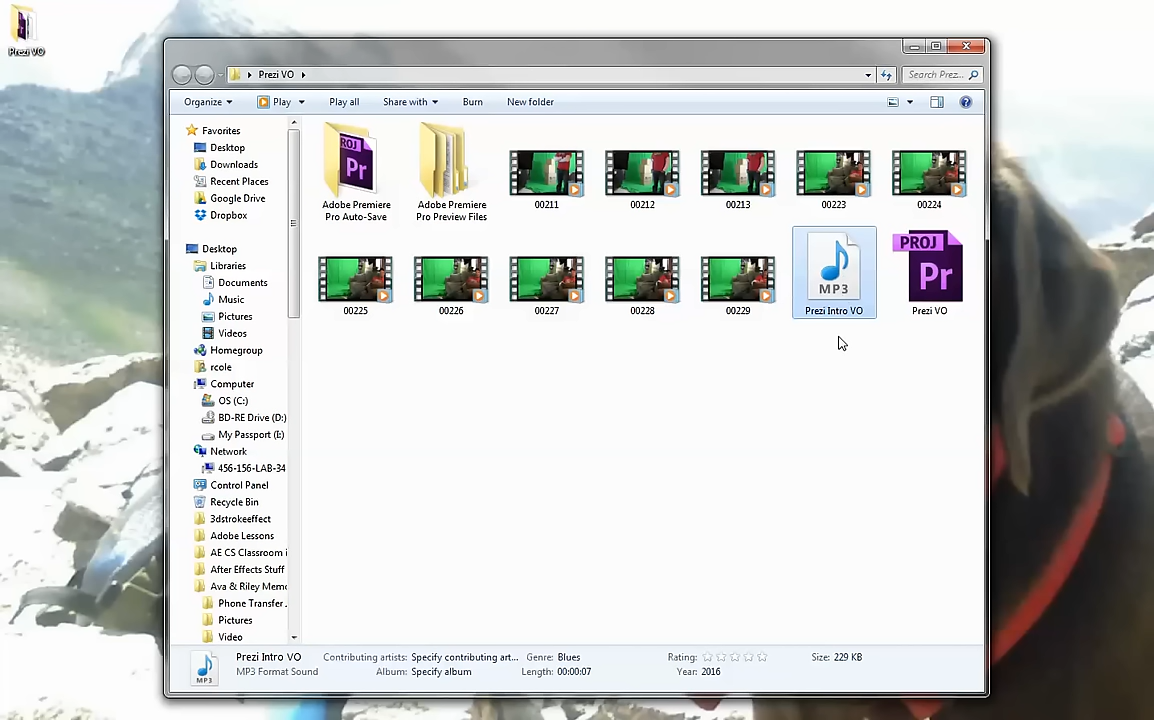 Prezi VO
Prezi VO
Search Prez...
Organize
Play
Play all
Share with
Burn
New folder
Favorites
Desktop
Downloads
Recent Places
Google Drive
Dropbox
Desktop
Libraries
Documents
Music
Pictures
Videos
Homegroup
rcole
Computer
OS (C:)
BD-RE Drive (D:)
My Passport (E:)
Network
456-156-LAB-34
Control Panel
Recycle Bin
3dstrokeeffect
Adobe Lessons
AE CS Classroom i
After Effects Stuff
Ava & Riley Memo
Phone Transfer.
Pictures
Video
PROJ
Pr
Adobe Premiere
Pro Auto-Save
Adobe Premiere
Pro Preview Files
00211
00212
00213
00223
00224
00225
00226
00227
00228
00229
MP3
Prezi Intro VO
PROJ
Pr
Prezi VO
MP3
Prezi Intro VO
MP3 Format Sound
Contributing artists: Specify contributing art...
Album: Specify album
Genre: Blues
Length: 00:00:07
Rating:
Year: 2016
Size: 229 KB